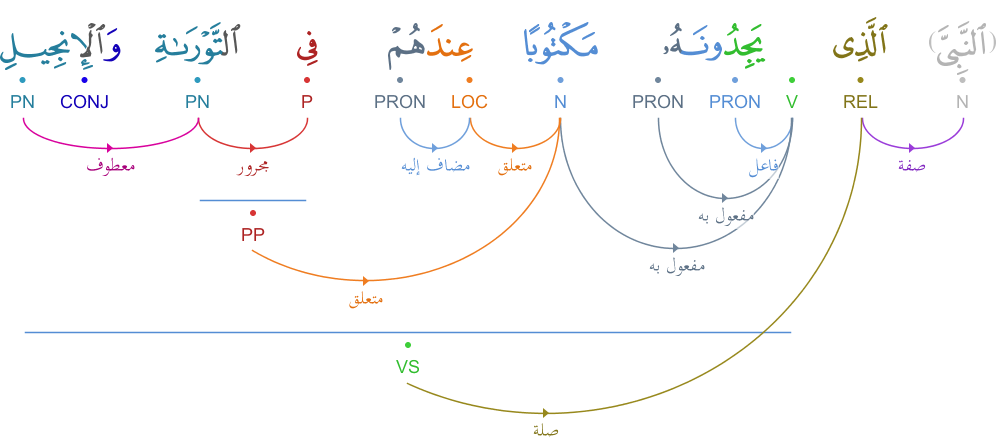 (ٱلنَّبِىَّ) ٱلَّذِى يَجِدُونَهُۥ مَكْتُوبًا عِندَهُمْ فِى ٱلتَّوْرَىٰةِ وَٱلْإِنجِيلِ
N REL V PRON PRON N LOC PRON P PN CONJ PN
صفة فاعل متعلق مضاف إليه مجرور معطوف
مفعول به
PP
مفعول به
متعلق
VS
صلة